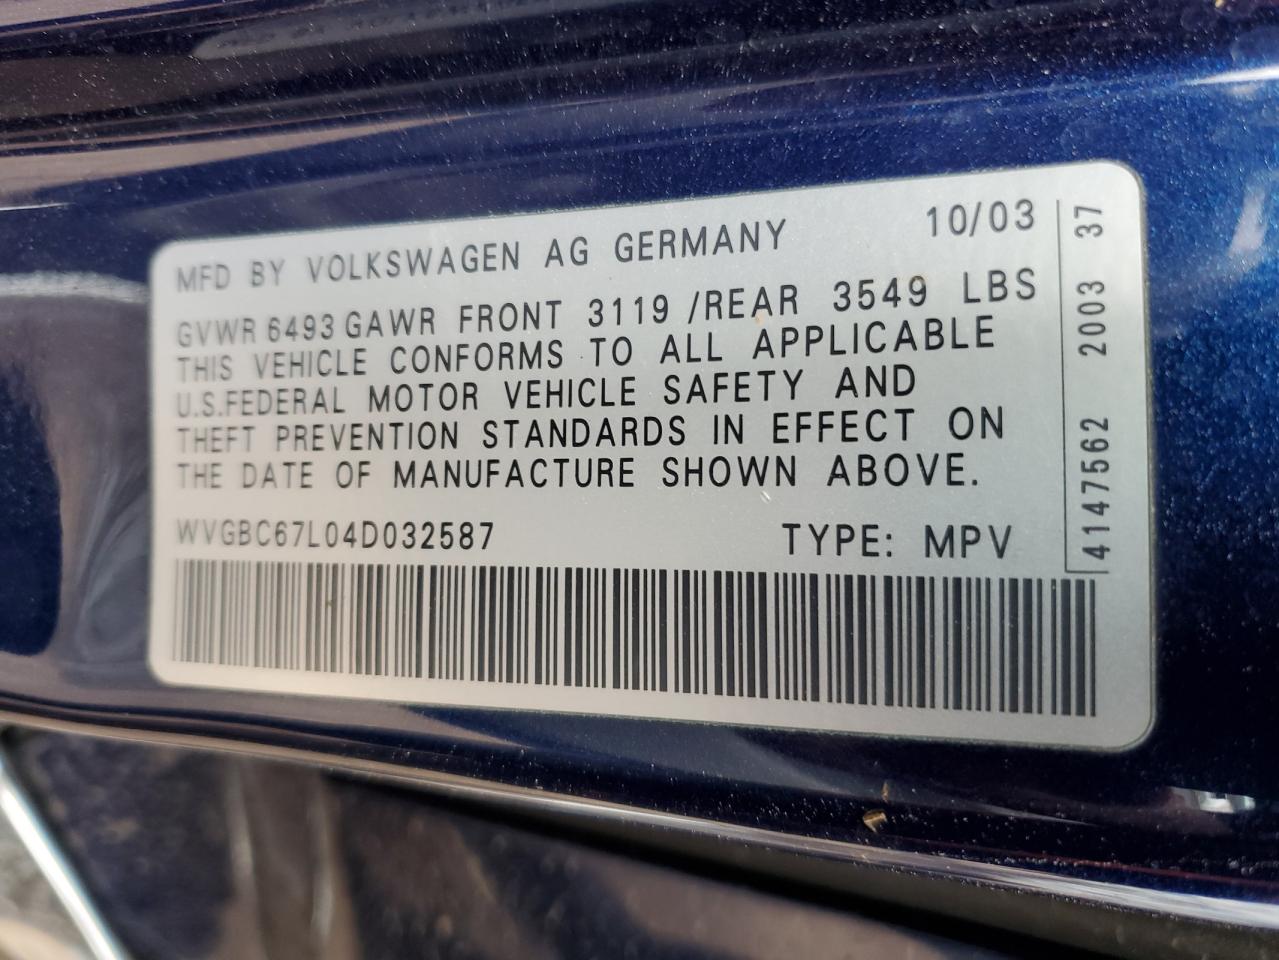 MFD BY VOLKSWAGEN AG GERMANY 10/03
GVWR 6493 GAWR FRONT 3119 /REAR 3549 LBS
THIS VEHICLE CONFORMS TO ALL APPLICABLE
U.S.FEDERAL MOTOR VEHICLE SAFETY AND
THEFT PREVENTION STANDARDS IN EFFECT ON
THE DATE OF MANUFACTURE SHOWN ABOVE.
WVGBC67L04D032587 TYPE: MPV
4147562 2003 37